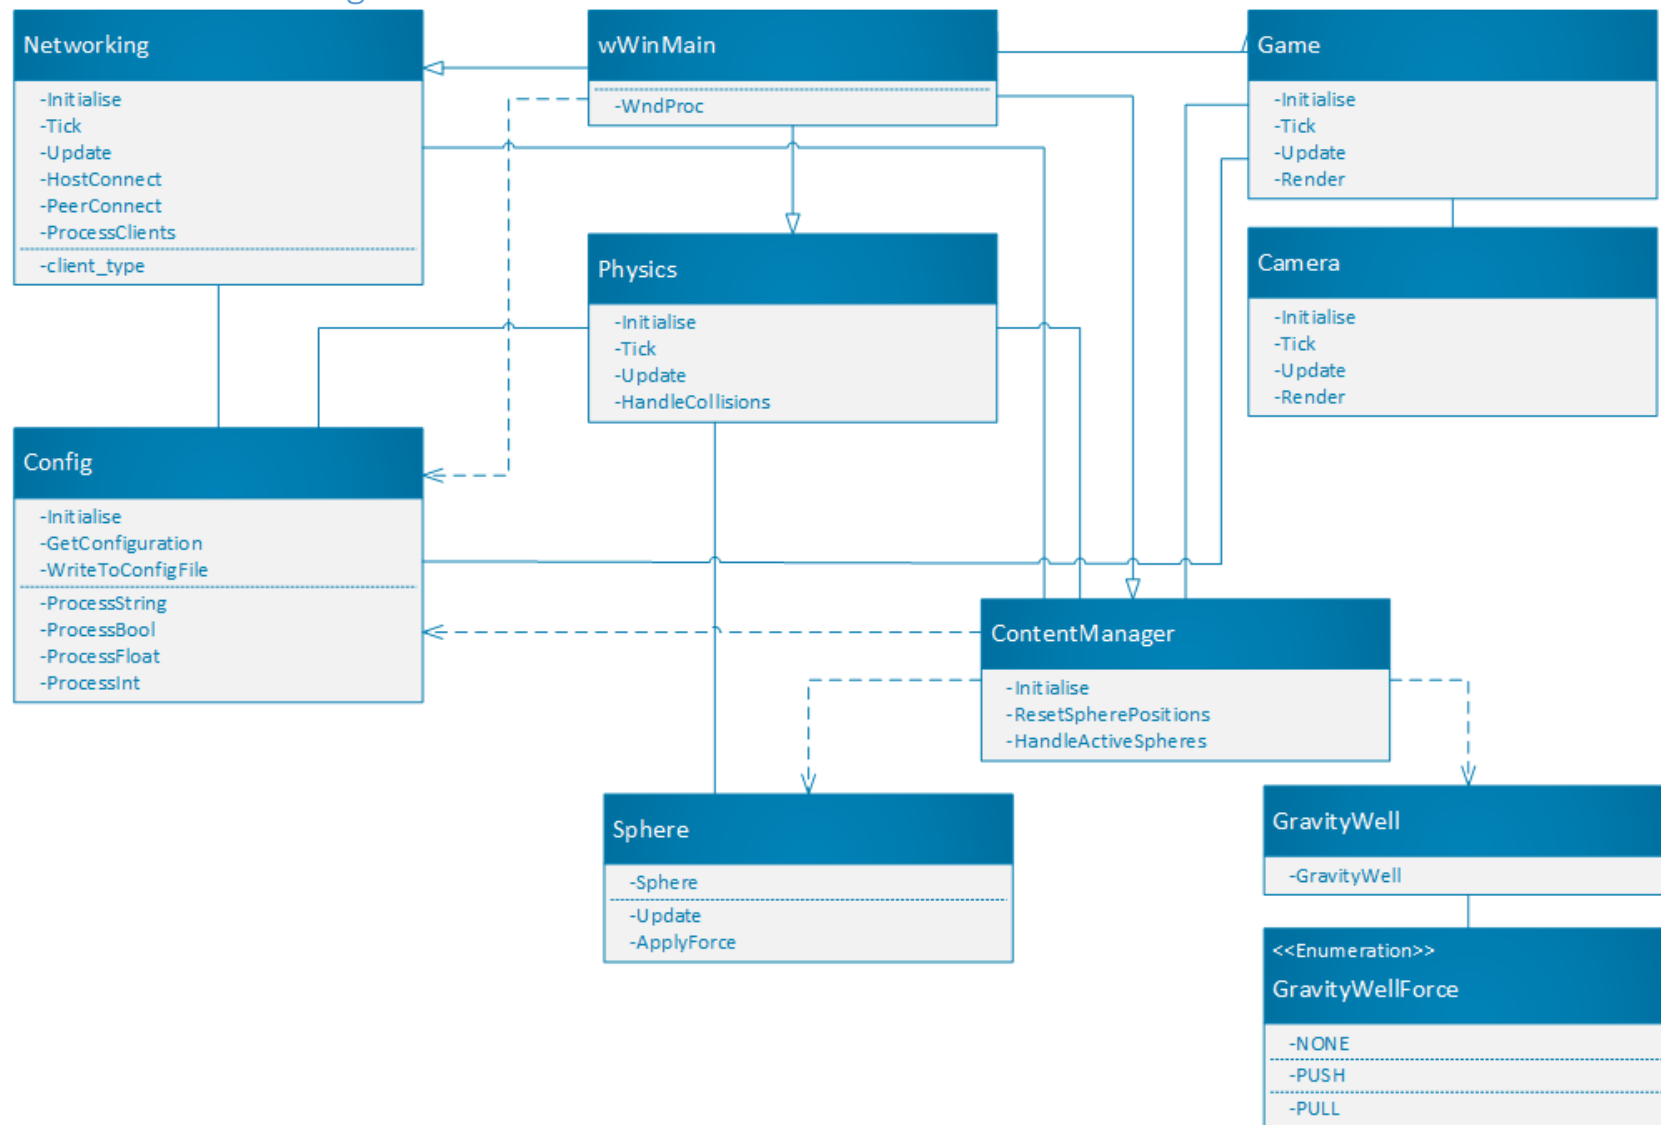 Networking
-Initialise
-Tick
-Update
-HostConnect
-PeerConnect
-ProcessClients
-client_type
wWinMain
-WndProc
Game
-Initialise
-Tick
-Update
-Render
Physics
-Initialise
-Tick
-Update
-HandleCollisions
Camera
-Initialise
-Tick
-Update
-Render
Config
-Initialise
-GetConfiguration
-WriteToConfigFile
-ProcessString
-ProcessBool
-ProcessFloat
-ProcessInt
ContentManager
-Initialise
-ResetSpherePositions
-HandleActiveSpheres
Sphere
-Sphere
-Update
-ApplyForce
GravityWell
-GravityWell
<<Enumeration>>
GravityWellForce
-NONE
-PUSH
-PULL